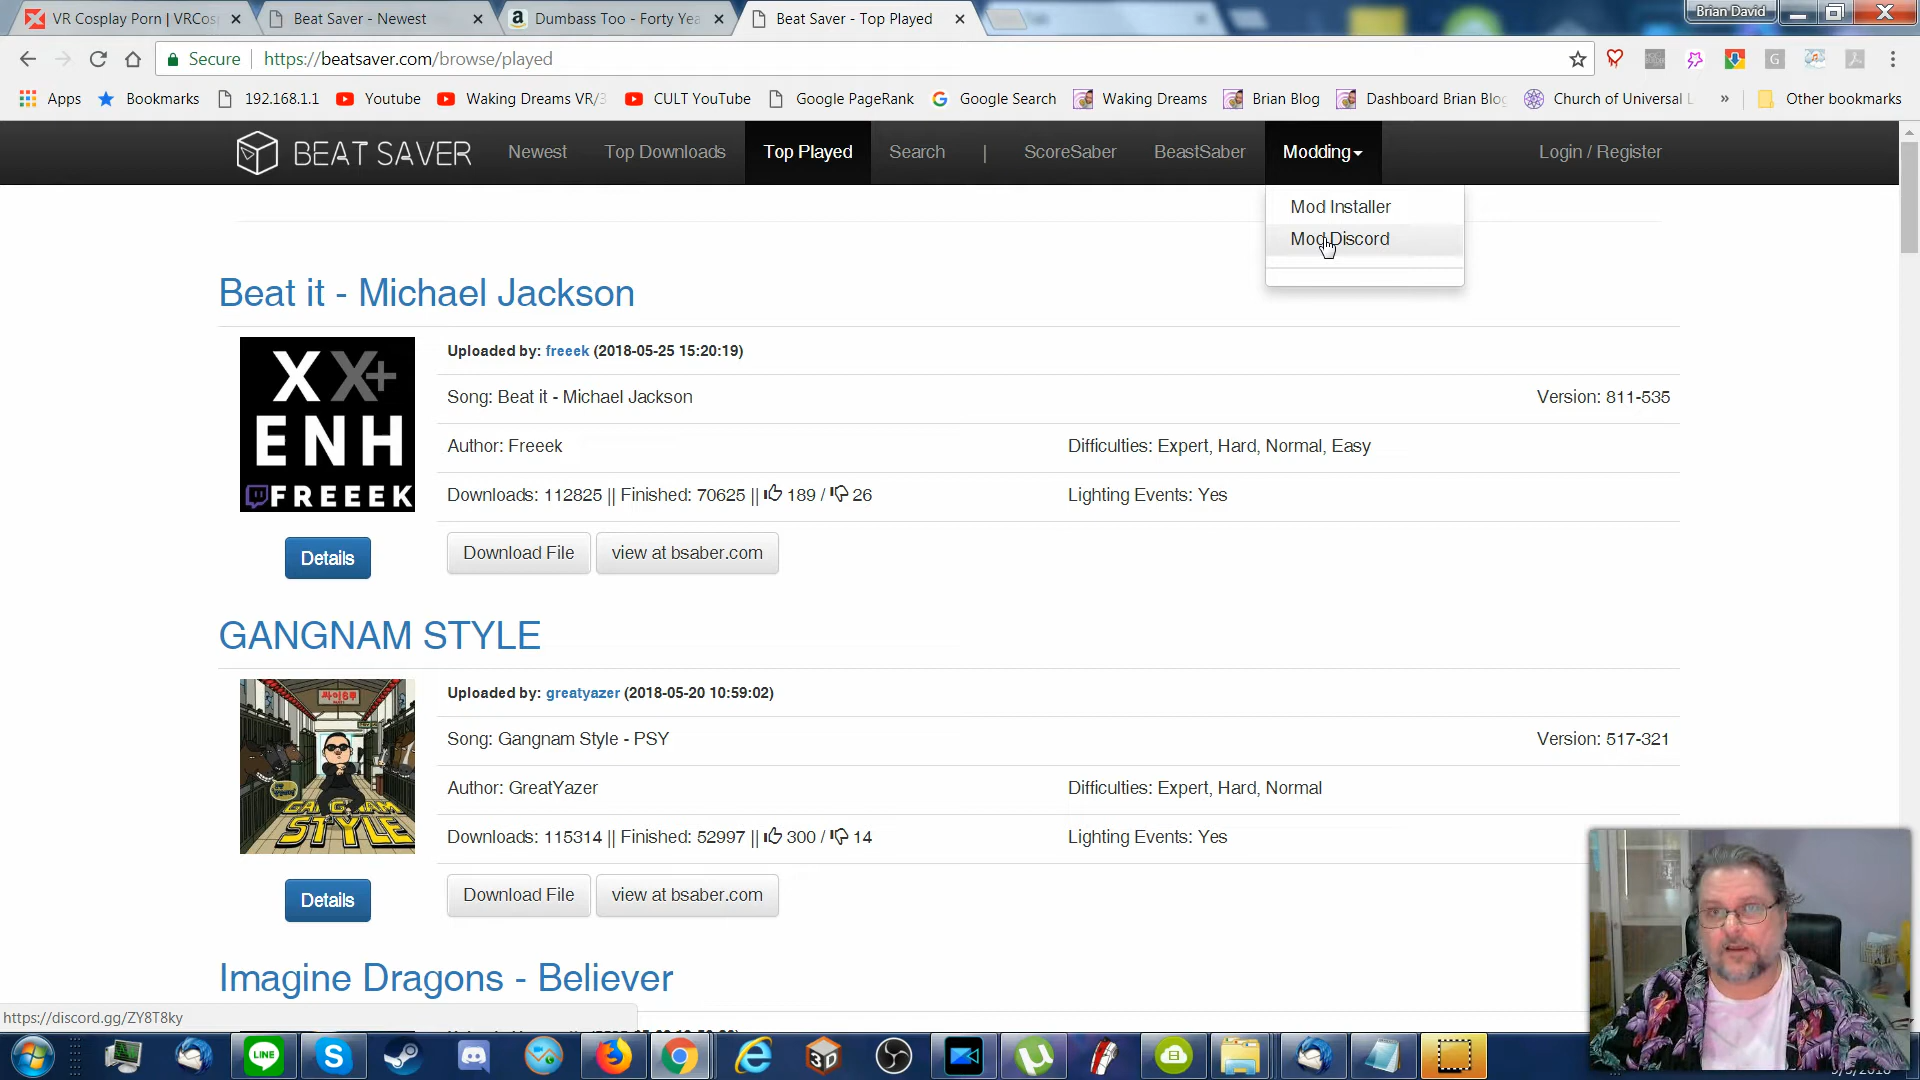 VR Cosplay Porn | VRCos
Beat Saver - Newest
Dumbass Too - Forty Yea
Beat Saver - Top Played
Brian David
Secure
https://beatsaver.com/browse/played
Apps
Bookmarks
192.168.1.1
Youtube
Waking Dreams VR/3
CULT YouTube
Google PageRank
Google Search
Waking Dreams
Brian Blog
Dashboard Brian Blog
Church of Universal L
»
Other bookmarks
BEAT SAVER
Newest
Top Downloads
Top Played
Search
|
ScoreSaber
BeastSaber
Modding
Login / Register
Mod Installer
Mod Discord
Beat it - Michael Jackson
X X+
ENH
FREEEK
Uploaded by: freeek (2018-05-25 15:20:19)
Song: Beat it - Michael Jackson
Version: 811-535
Author: Freeek
Difficulties: Expert, Hard, Normal, Easy
Downloads: 112825 || Finished: 70625 || 189 / 26
Lighting Events: Yes
Details
Download File
view at bsaber.com
GANGNAM STYLE
GANGNAM
STYLE
Uploaded by: greatyazer (2018-05-20 10:59:02)
Song: Gangnam Style - PSY
Version: 517-321
Author: GreatYazer
Difficulties: Expert, Hard, Normal
Downloads: 115314 || Finished: 52997 || 300 / 14
Lighting Events: Yes
Details
Download File
view at bsaber.com
Imagine Dragons - Believer
https://discord.gg/ZY8T8ky
LINE
3D